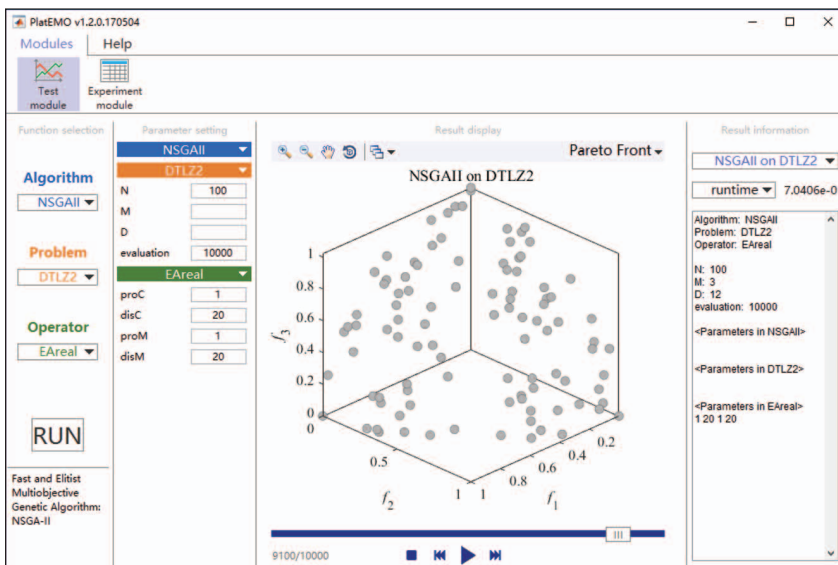 PlatEMO v1.2.0.170504
Modules Help
Test
module
Experiment
module
Function selection
Algorithm
NSGAII
Problem
DTLZ2
Operator
EAreal
RUN
Fast and Elitist
Multiobjective
Genetic Algorithm:
NSGA-II
Parameter setting
NSGAII
DTLZ2
N 100
M
D
evaluation 10000
EAreal
proC 1
disC 20
proM 1
disM 20
Result display
Pareto Front
NSGAII on DTLZ2
1
0.8
0.6
0.4
0.2
0
f3
0
0.5
1
f2
1
0.8
0.6
0.4
0.2
f1
9100/10000
Result information
NSGAII on DTLZ2
runtime 7.0406e-0
Algorithm: NSGAII
Problem: DTLZ2
Operator: EAreal
N: 100
M: 3
D: 12
evaluation: 10000
<Parameters in NSGAII>
<Parameters in DTLZ2>
<Parameters in EAreal>
1 20 1 20